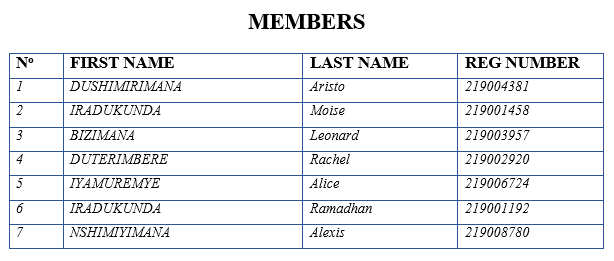 MEMBERS
Nº FIRST NAME LAST NAME REG NUMBER
1 DUSHIMIRIMANA Aristo 219004381
2 IRADUKUNDA Moise 219001458
3 BIZIMANA Leonard 219003957
4 DUTERIMBERE Rachel 219002920
5 IYAMUREMYE Alice 219006724
6 IRADUKUNDA Ramadhan 219001192
7 NSHIMIYIMANA Alexis 219008780